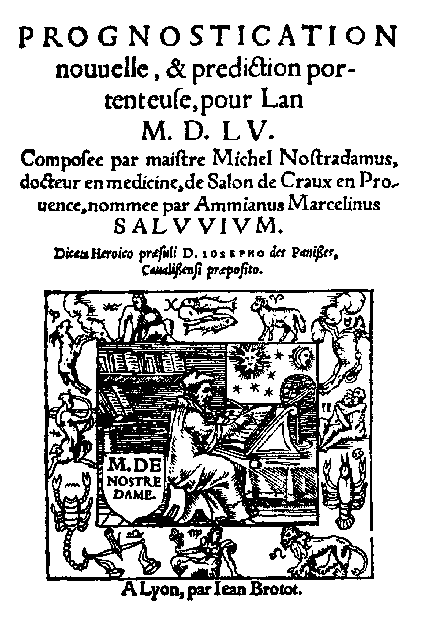 PROGNOSTICATION
nouuelle, & prediction por-
tenteuſe, pour Lan
M. D. LV.
Compoſee par maiſtre Michel Noſtradamus,
docteur en medicine, de Salon de Craux en Pro-
uence, nommee par Ammianus Marcelinus
SALVVIVM.
Dicata Heroico præſuli D. IOSEPHO des Panißes,
Caualißenſi præpoſito.
M. DE
NOSTRE
DAME.
A Lyon, par Iean Brotot.